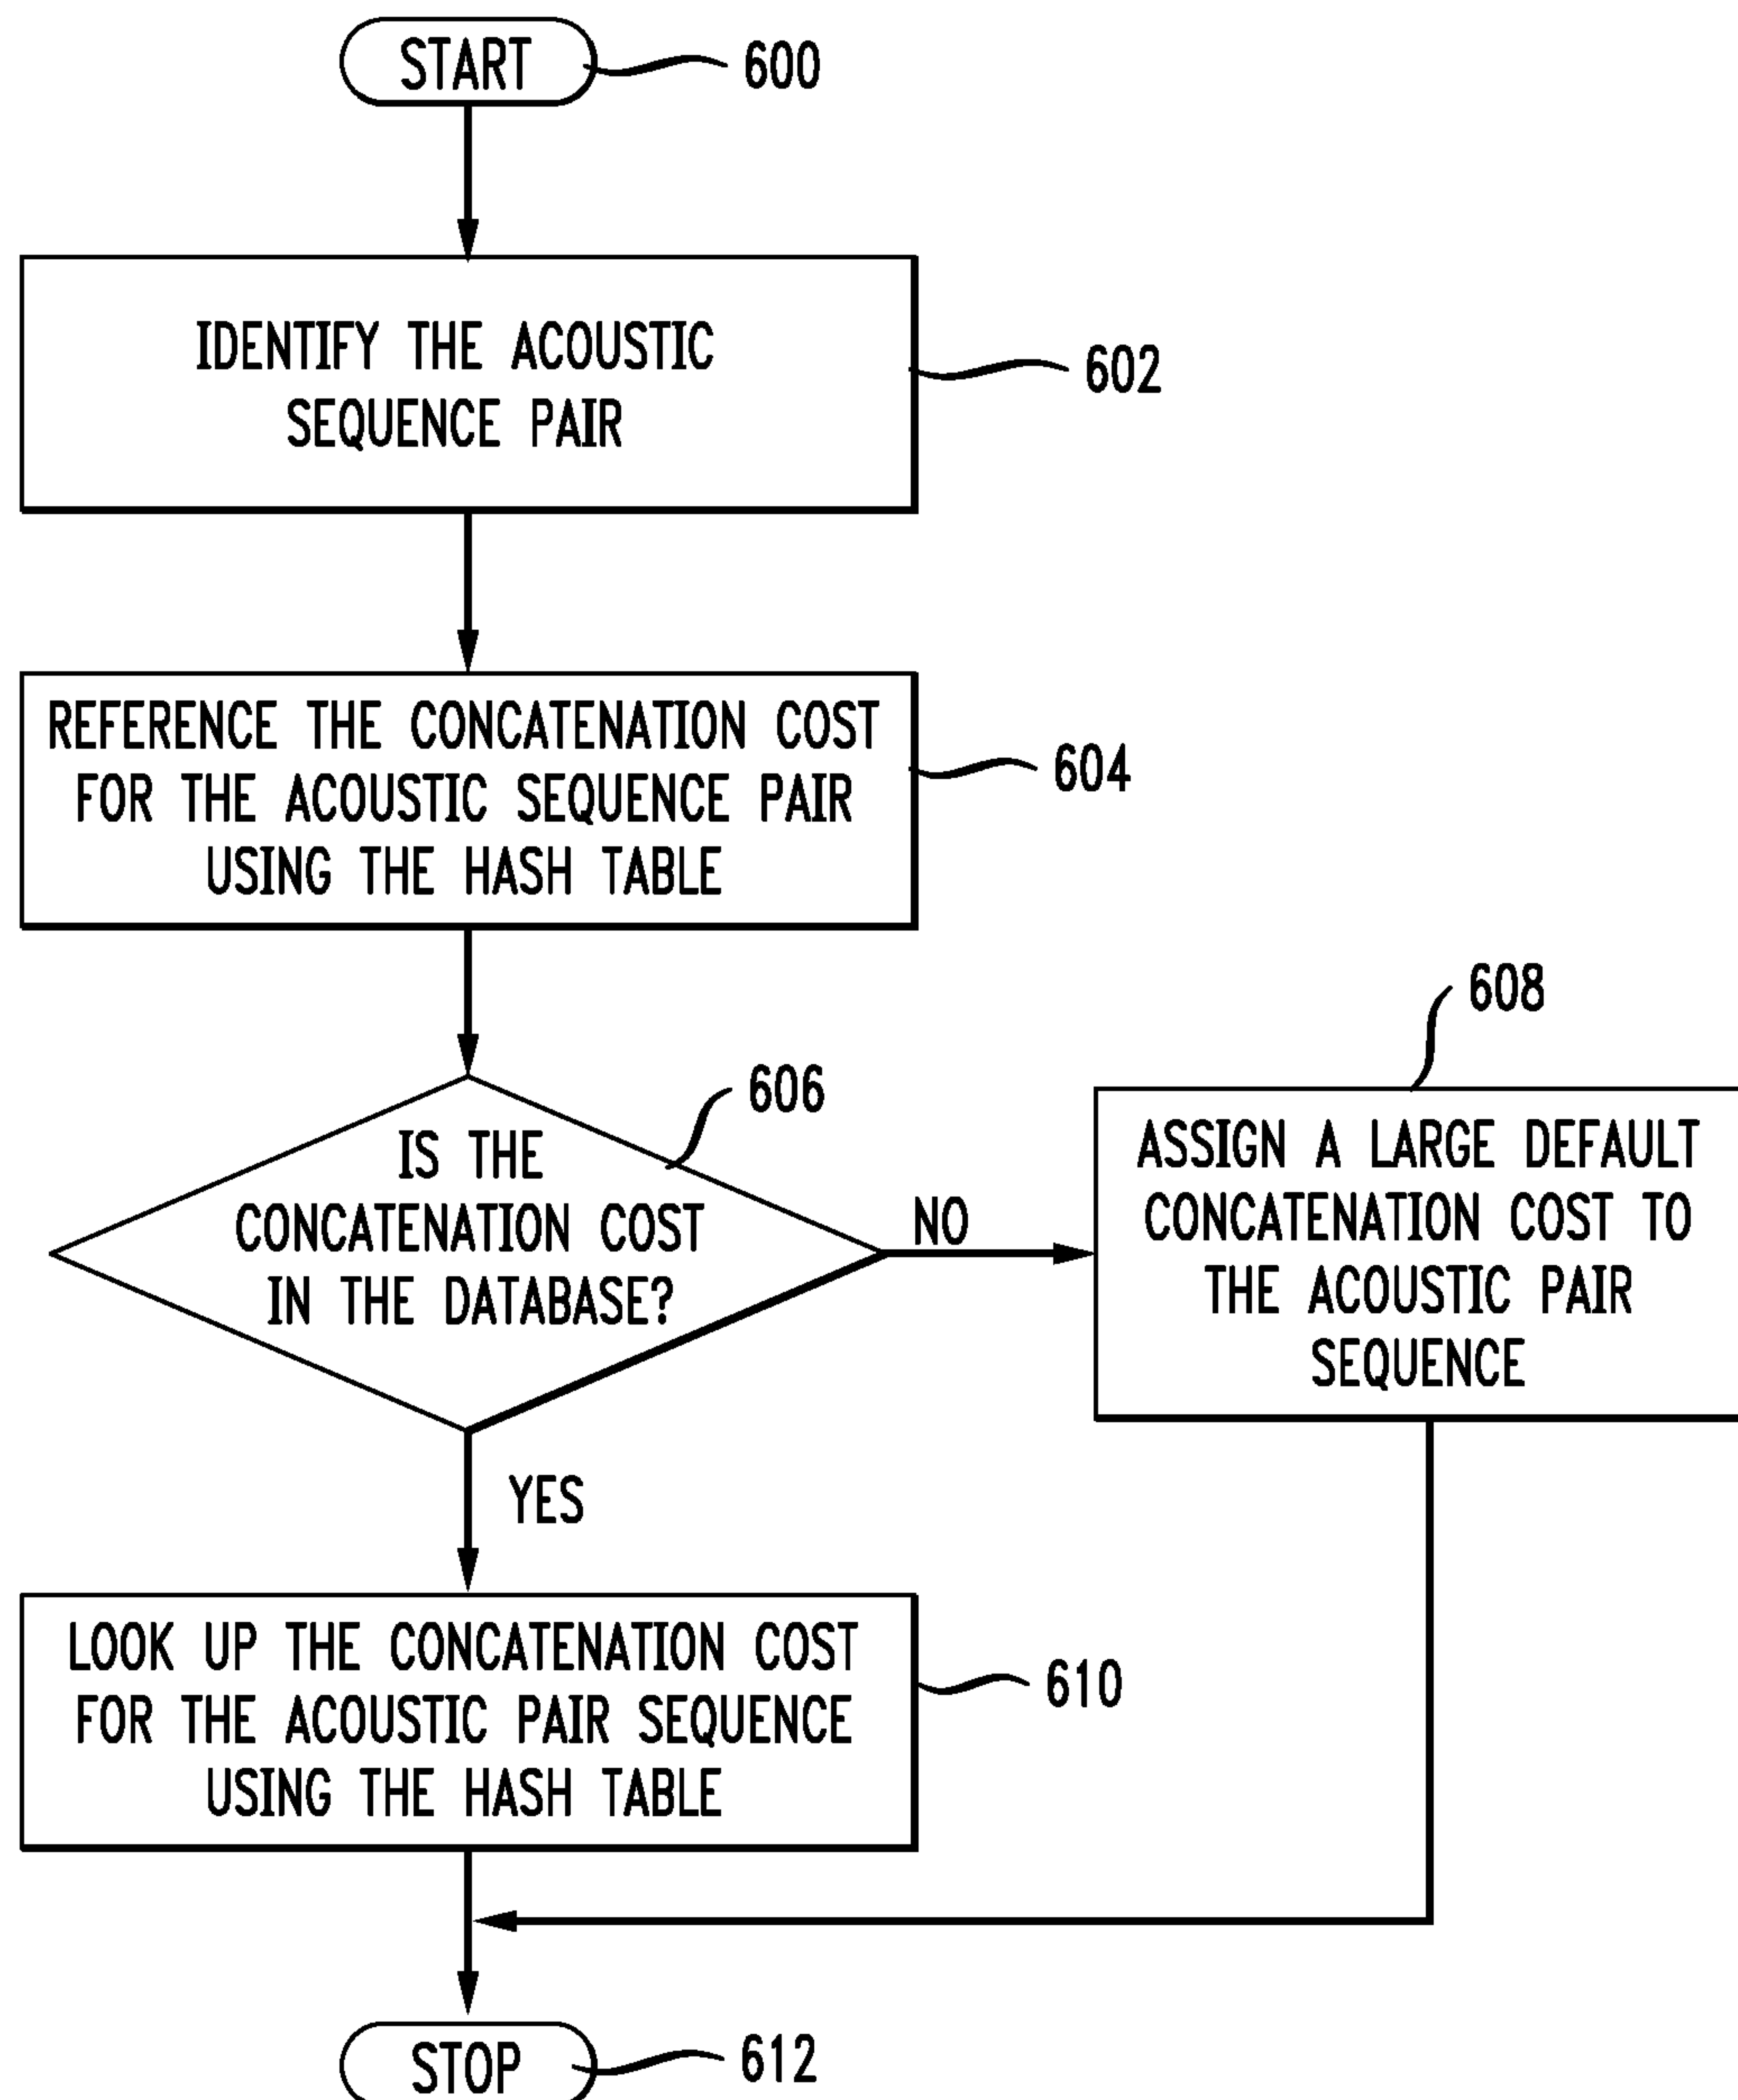 START
600
IDENTIFY THE ACOUSTIC
SEQUENCE PAIR
602
REFERENCE THE CONCATENATION COST
FOR THE ACOUSTIC SEQUENCE PAIR
USING THE HASH TABLE
604
IS THE
CONCATENATION COST
IN THE DATABASE?
606
NO
608
ASSIGN A LARGE DEFAULT
CONCATENATION COST TO
THE ACOUSTIC PAIR
SEQUENCE
YES
LOOK UP THE CONCATENATION COST
FOR THE ACOUSTIC PAIR SEQUENCE
USING THE HASH TABLE
610
STOP
612